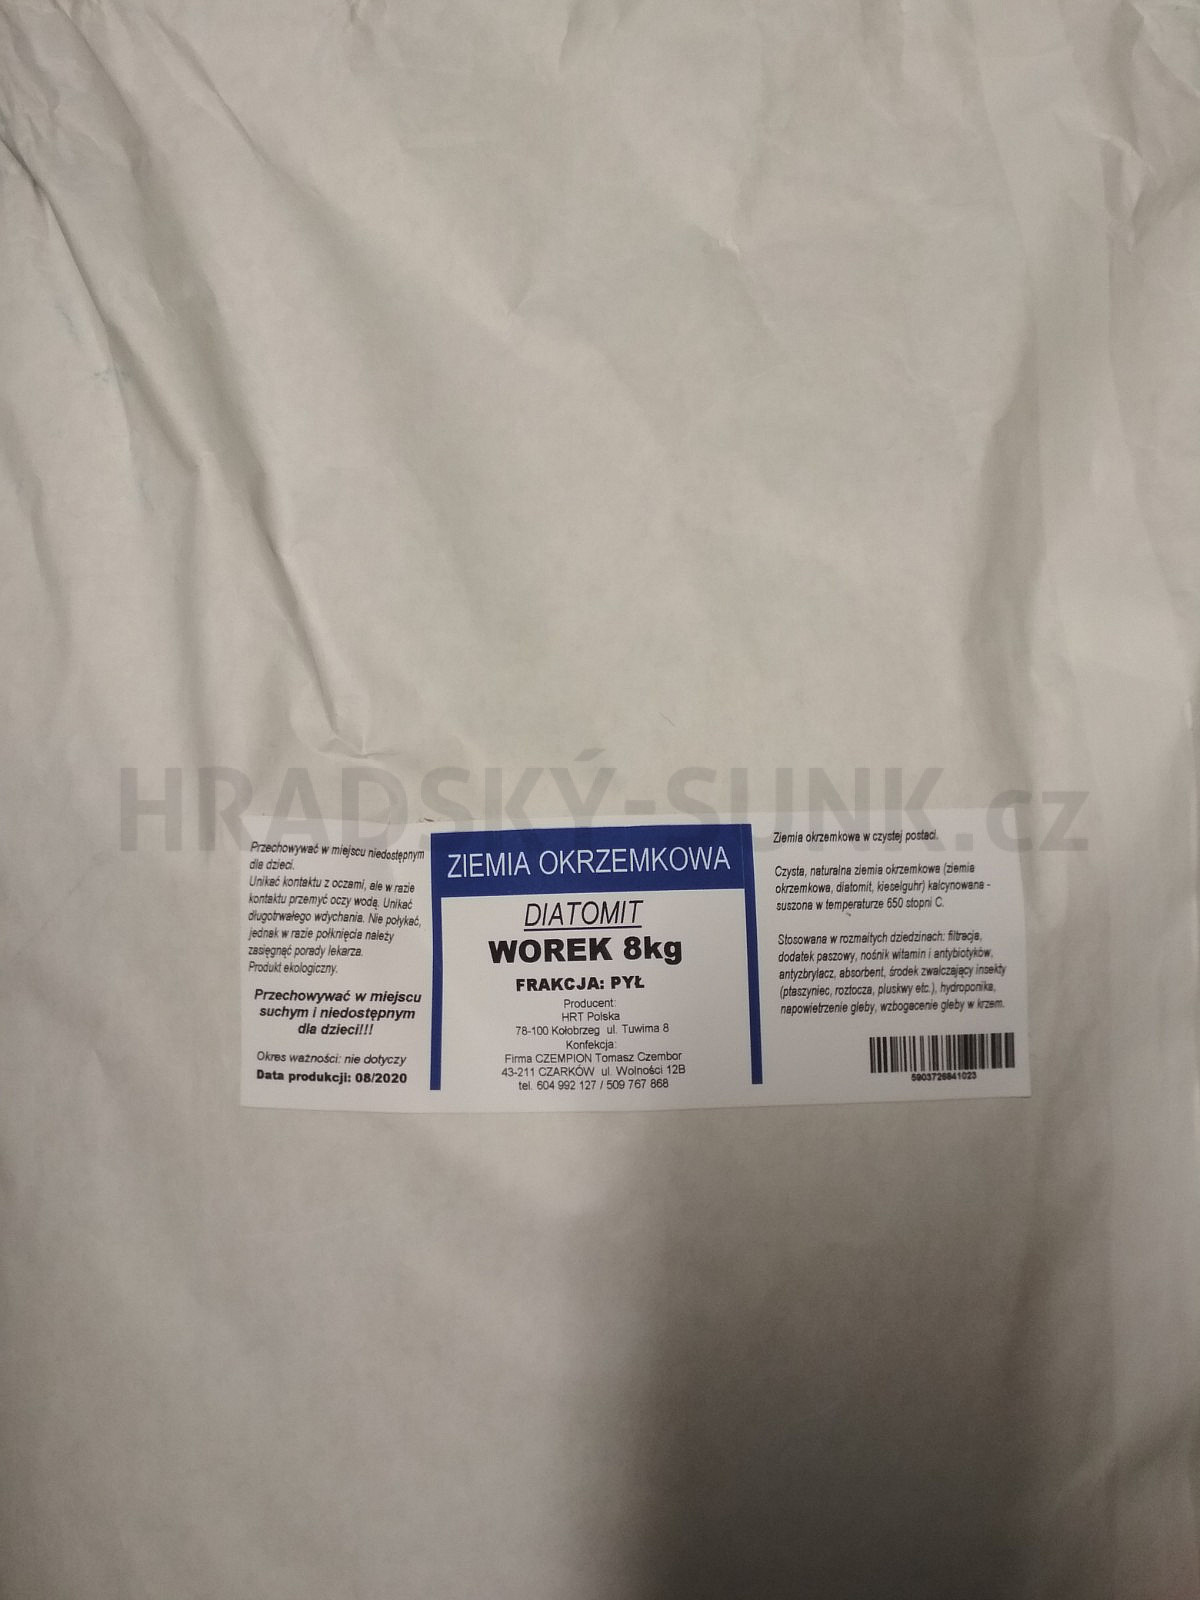 HRADSKÝ-SUNK.cz
Przechowywać w miejscu niedostępnym
dla dzieci.
Unikać kontaktu z oczami, ale w razie
kontaktu przemyć oczy wodą. Unikać
długotrwałego wdychania. Nie połykać,
jednak w razie połknięcia należy
zasięgnąć porady lekarza.
Produkt ekologiczny.
Przechowywać w miejscu
suchym i niedostępnym
dla dzieci!!!
Okres ważności: nie dotyczy
Data produkcji: 08/2020
ZIEMIA OKRZEMKOWA
DIATOMIT
WOREK 8kg
FRAKCJA: PYŁ
Producent:
HRT Polska
78-100 Kołobrzeg ul. Tuwima 8
Konfekcja:
Firma CZEMPION Tomasz Czembor
43-211 CZARKÓW ul. Wolności 12B
tel. 604 992 127 / 509 767 868
Ziemia okrzemkowa w czystej postaci.
Czysta, naturalna ziemia okrzemkowa (ziemia
okrzemkowa, diatomit, kieselguhr) kalcynowana -
suszona w temperaturze 650 stopni C.
Stosowana w rozmaitych dziedzinach: filtracja,
dodatek paszowy, nośnik witamin i antybiotyków,
antyzbrylacz, absorbent, środek zwalczający insekty
(ptaszyniec, roztocza, pluskwy etc.), hydroponika,
napowietrzenie gleby, wzbogacenie gleby w krzem.
5903726841023